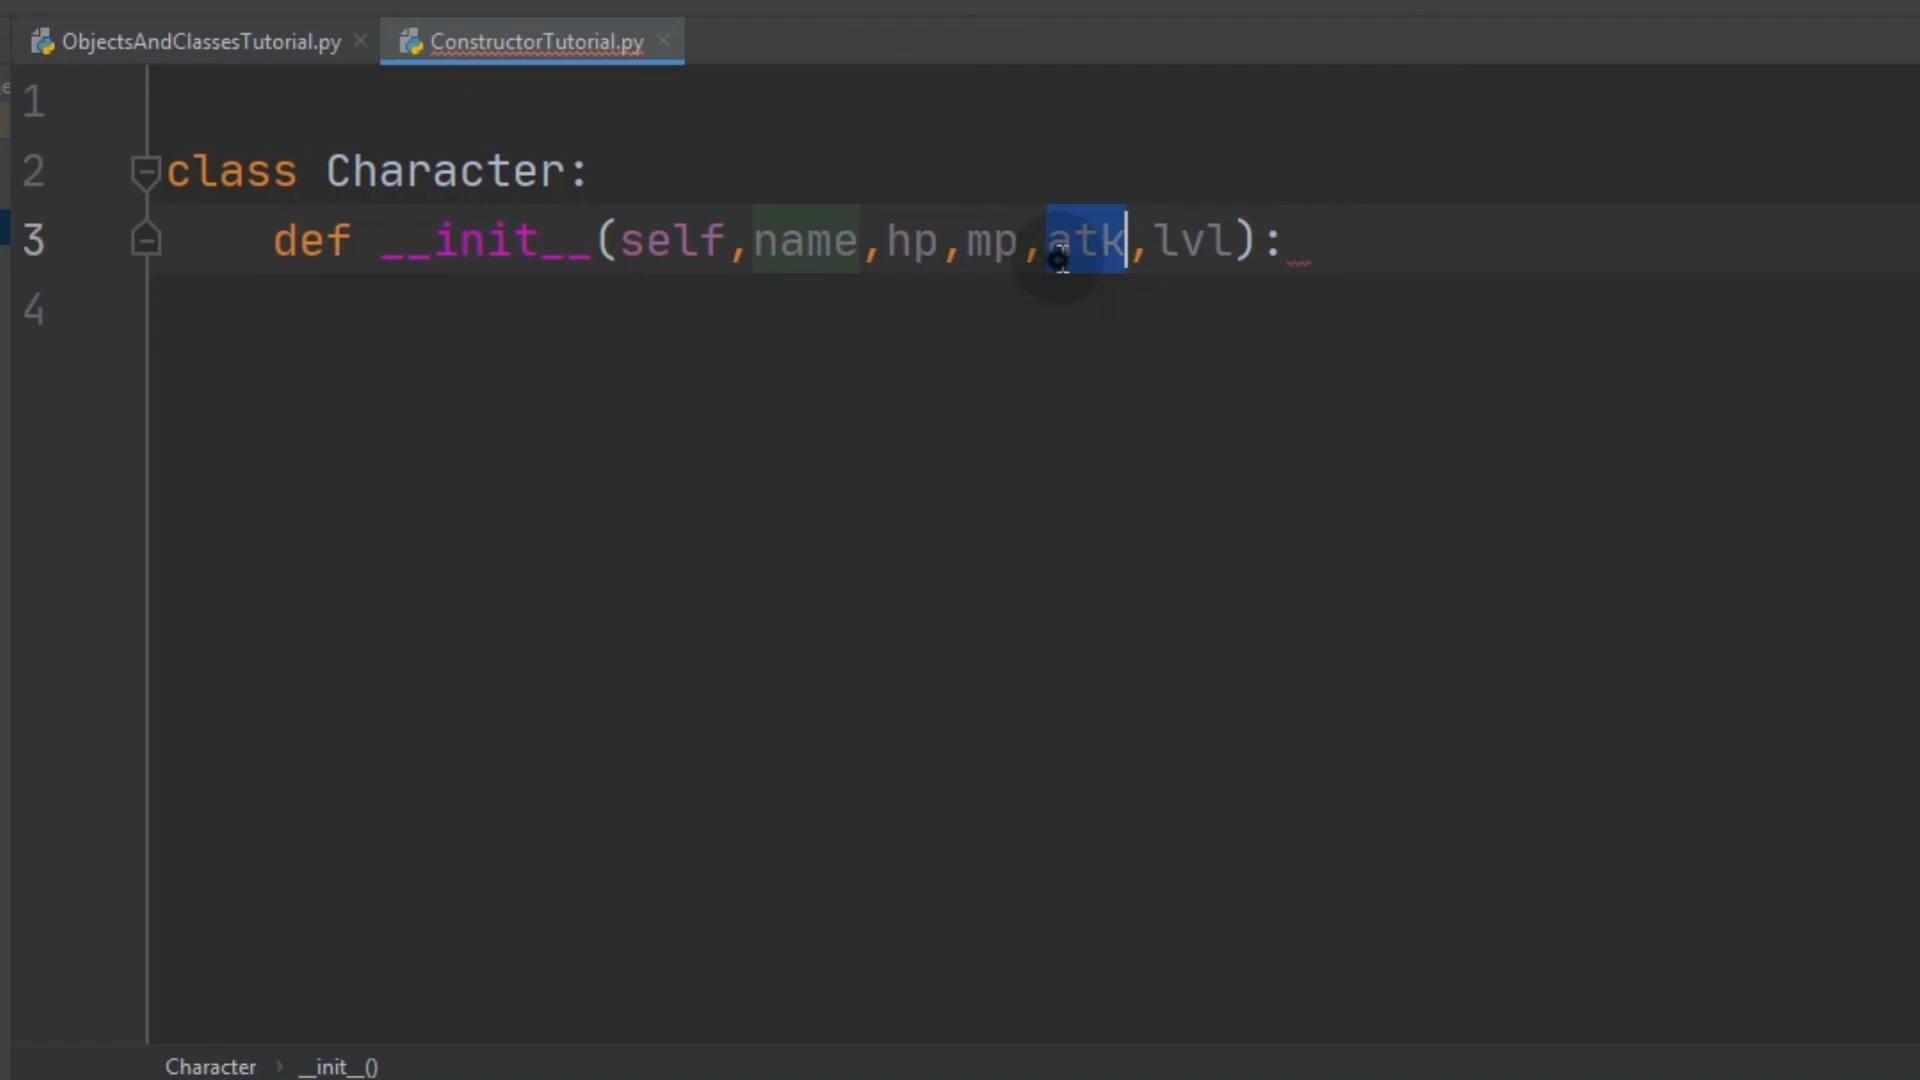 ObjectsAndClassesTutorial.py ConstructorTutorial.py
1
2 class Character:
3 def __init__(self,name,hp,mp,atk,lvl):
4
Character › __init__()